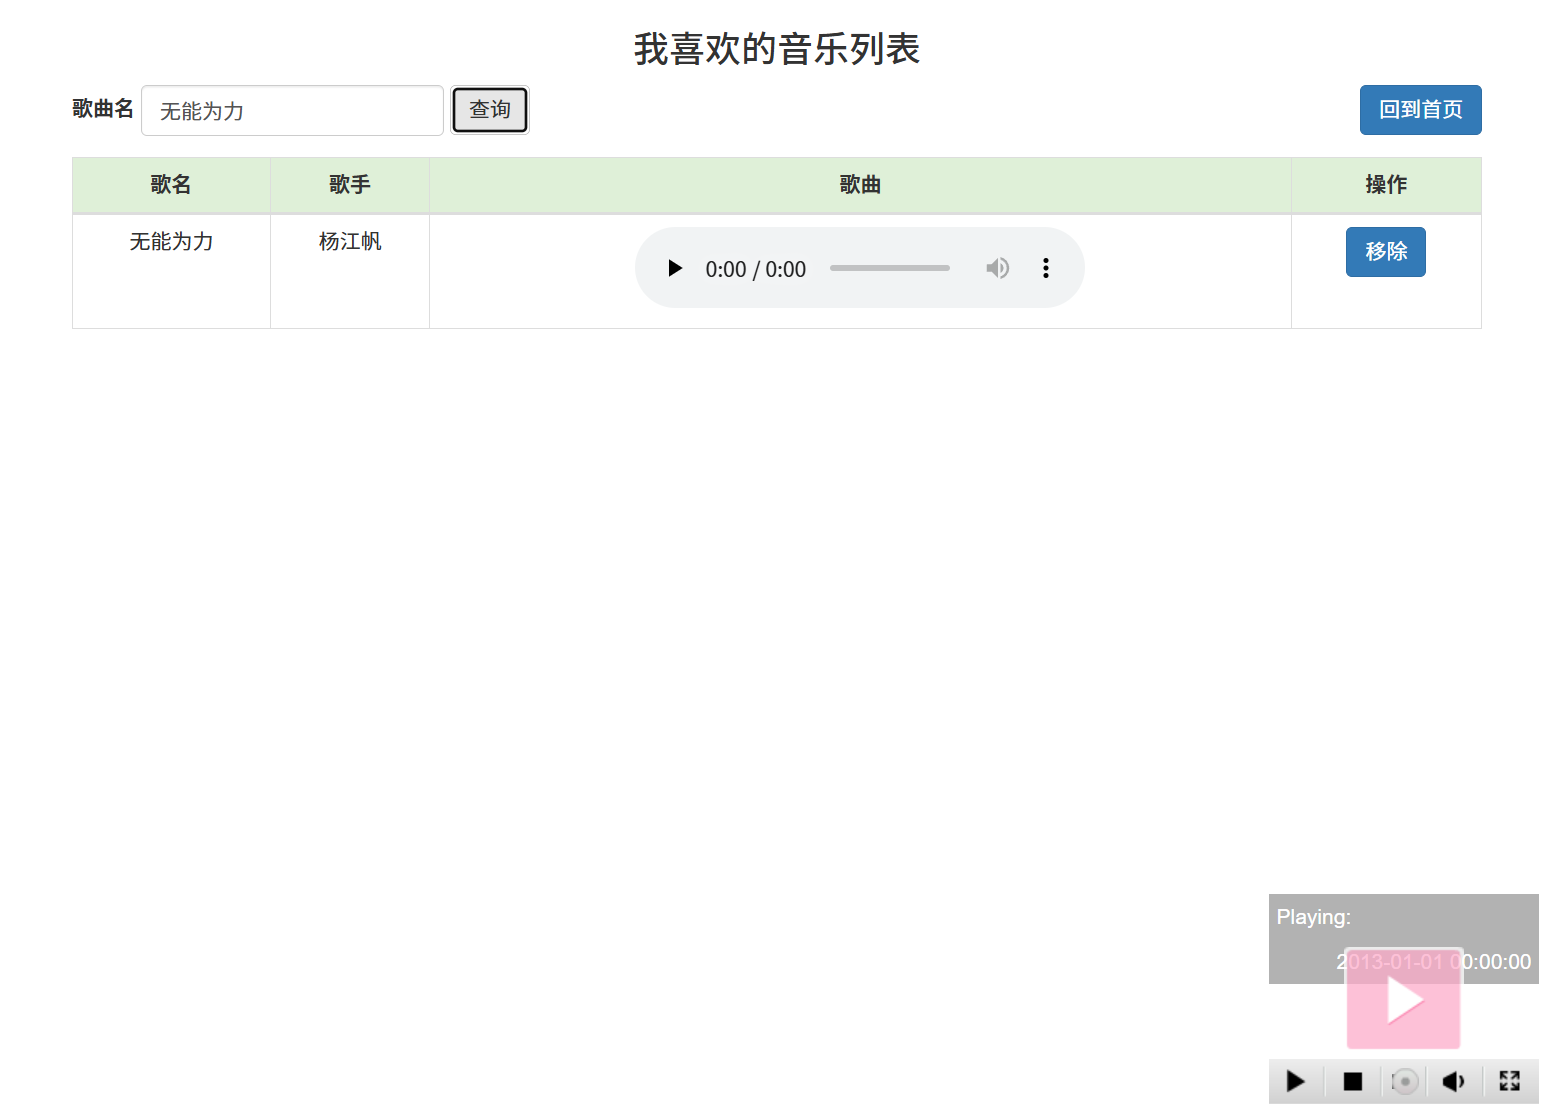 我喜欢的音乐列表
歌曲名 无能为力 查询 回到首页
歌名 歌手 歌曲 操作
无能为力 杨江帆 0:00 / 0:00 移除
Playing:
2013-01-01 00:00:00